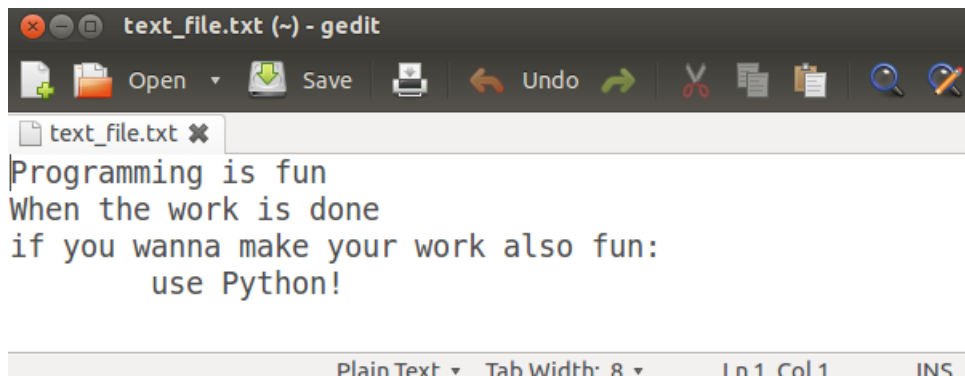 text_file.txt (~) - gedit
Open Save Undo
text_file.txt
Programming is fun
When the work is done
if you wanna make your work also fun:
        use Python!
Plain Text Tab Width: 8 Ln 1, Col 1 INS